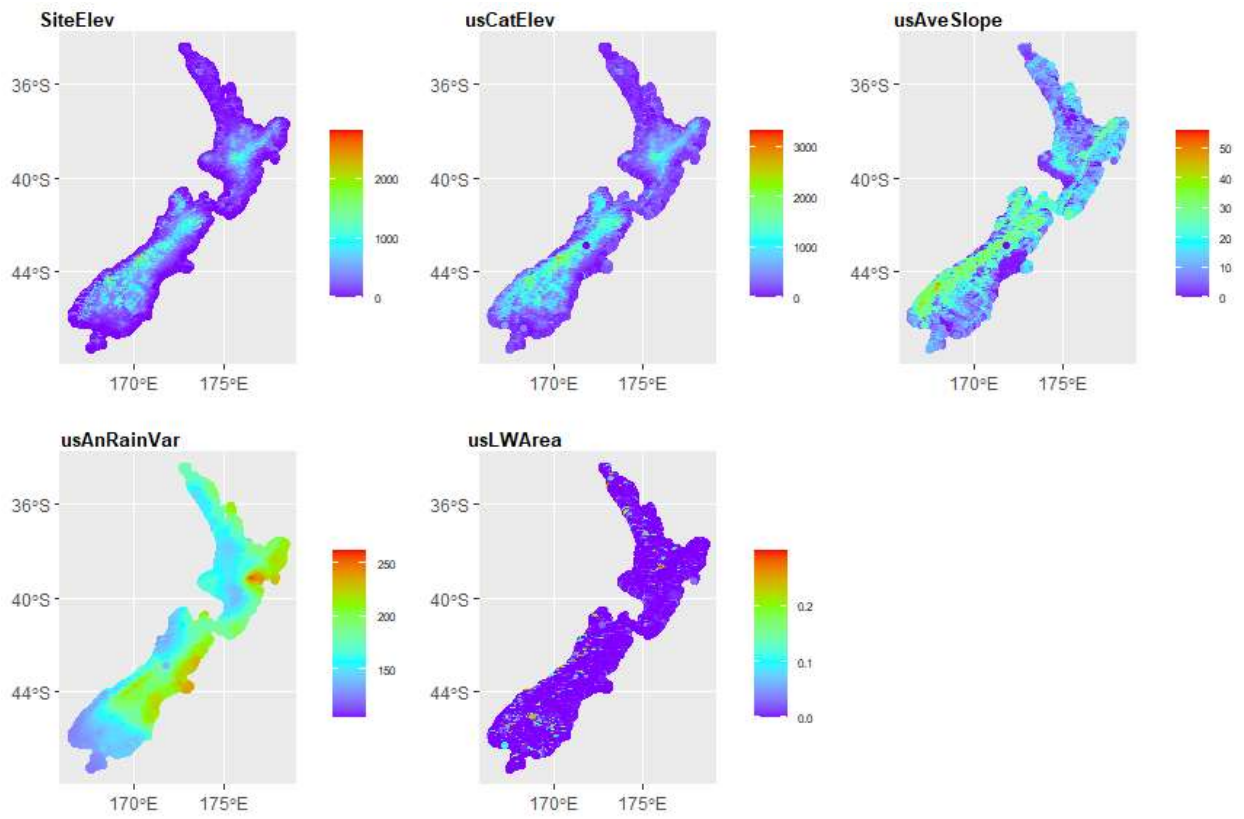 SiteElev
36°S
40°S
44°S
170°E 175°E
2000
1000
0
usCatElev
36°S
40°S
44°S
170°E 175°E
3000
2000
1000
0
usAveSlope
36°S
40°S
44°S
170°E 175°E
50
40
30
20
10
0
usAnRainVar
36°S
40°S
44°S
170°E 175°E
250
200
150
usLWArea
36°S
40°S
44°S
170°E 175°E
0.2
0.1
0.0